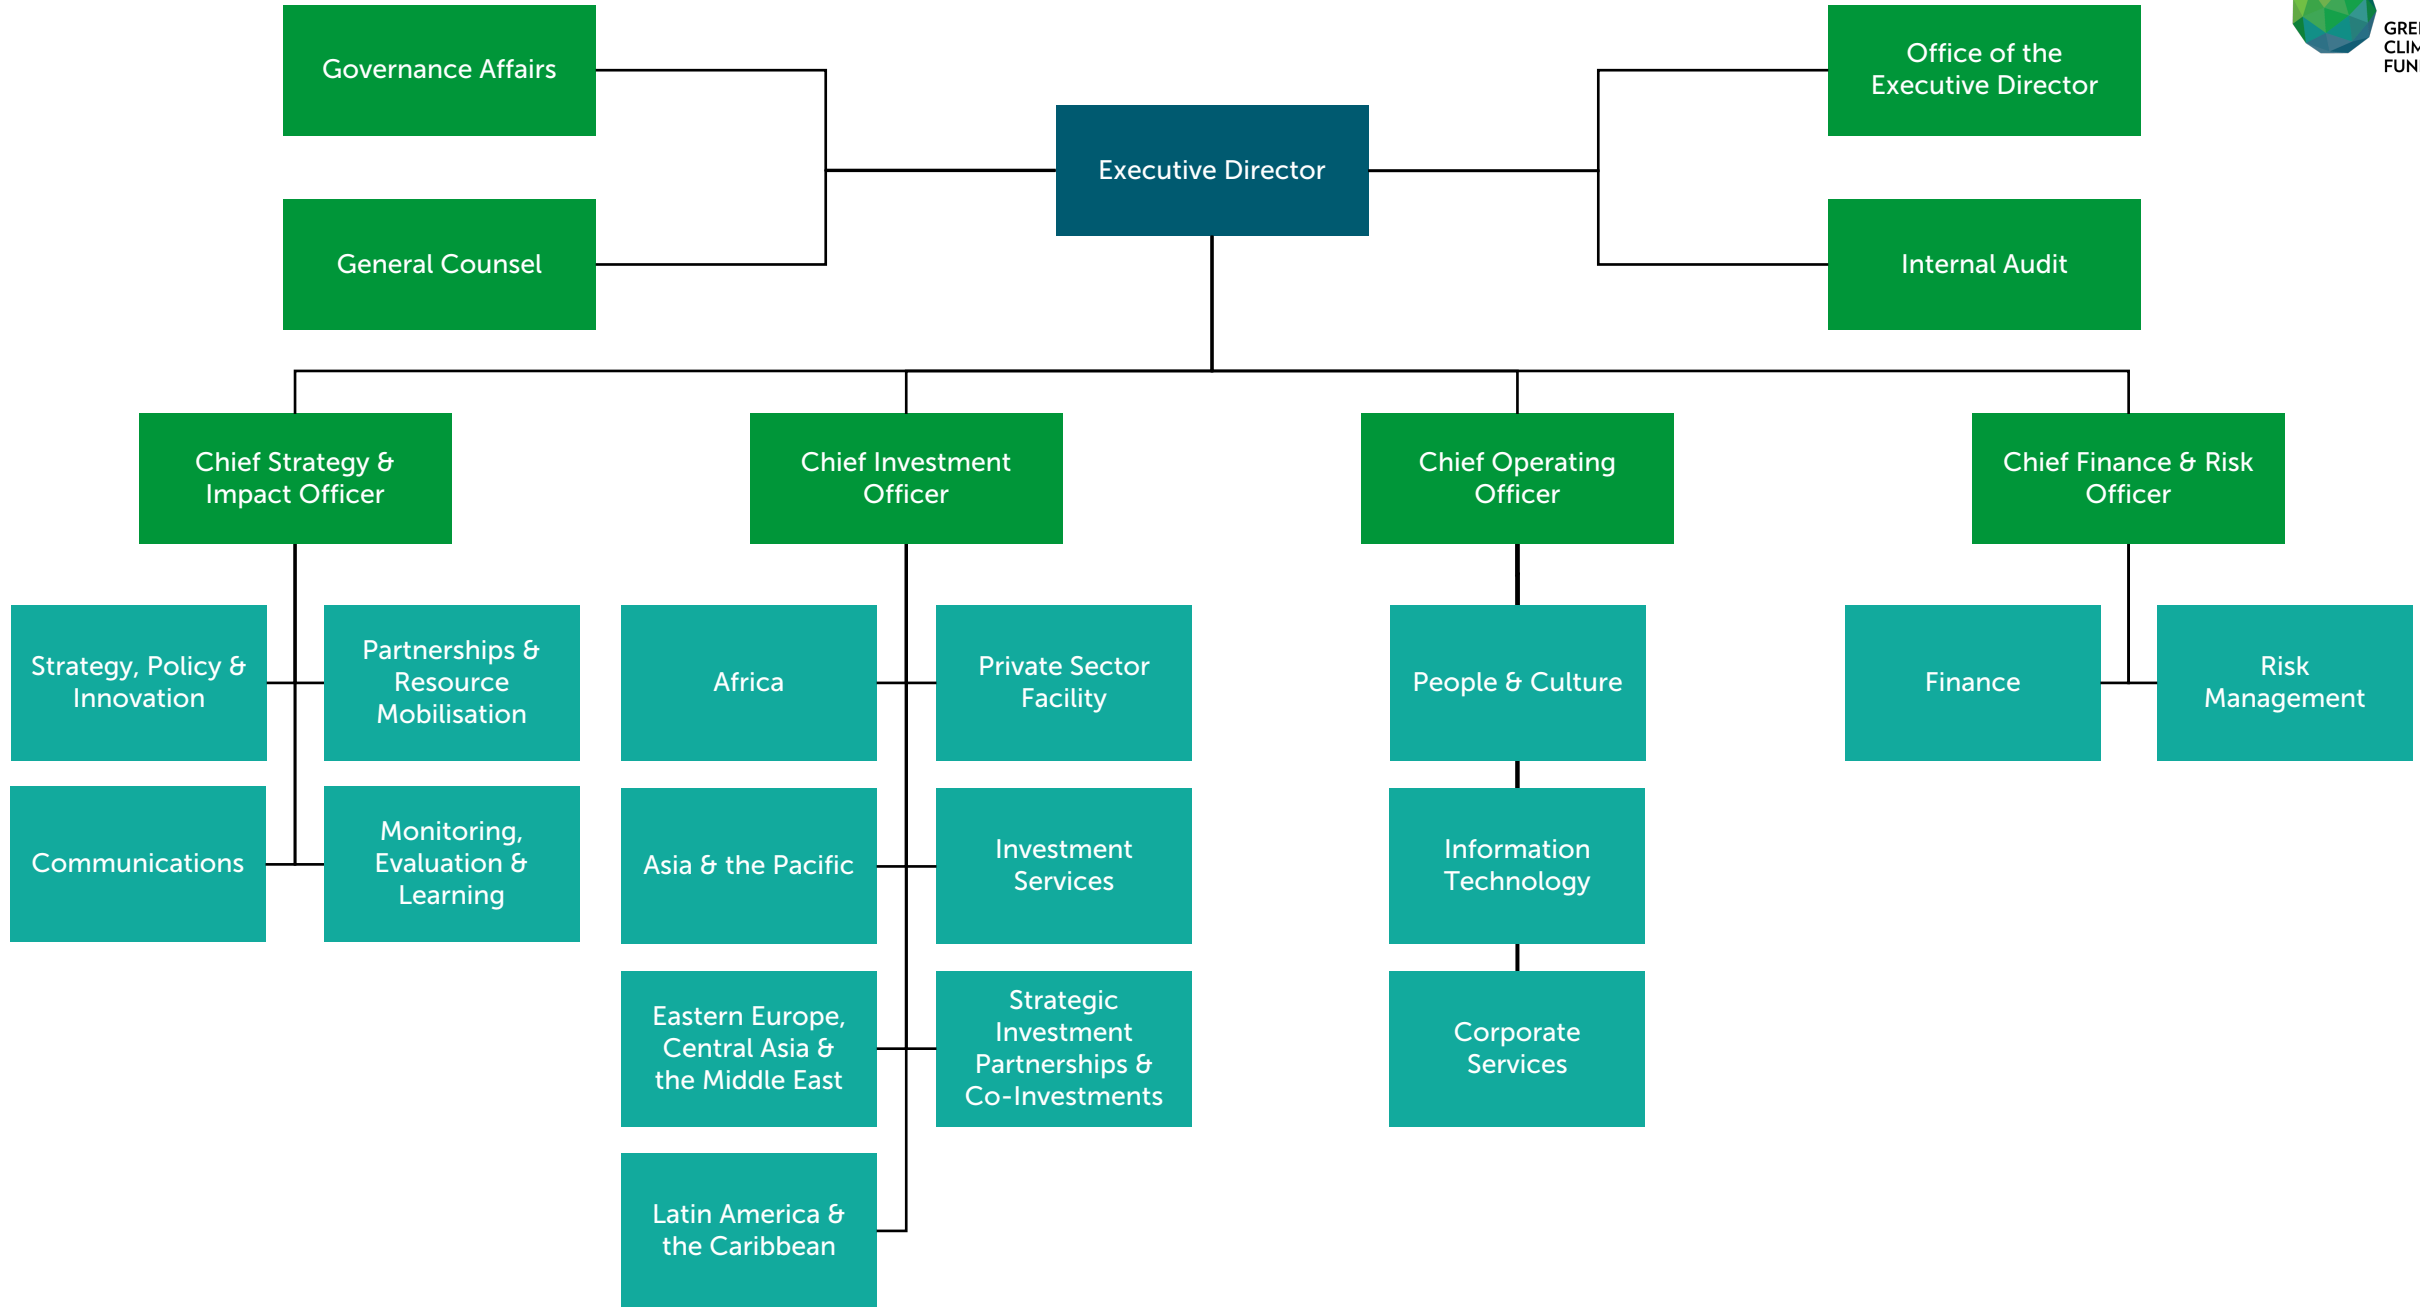 Governance Affairs
Office of the
Executive Director
Executive Director
General Counsel
Internal Audit
Chief Strategy &
Impact Officer
Chief Investment
Officer
Chief Operating
Officer
Chief Finance & Risk
Officer
Strategy, Policy &
Innovation
Partnerships &
Resource
Mobilisation
Africa
Private Sector
Facility
People & Culture
Finance
Risk
Management
Communications
Monitoring,
Evaluation &
Learning
Asia & the Pacific
Investment
Services
Information
Technology
Eastern Europe,
Central Asia &
the Middle East
Strategic
Investment
Partnerships &
Co-Investments
Corporate
Services
Latin America &
the Caribbean